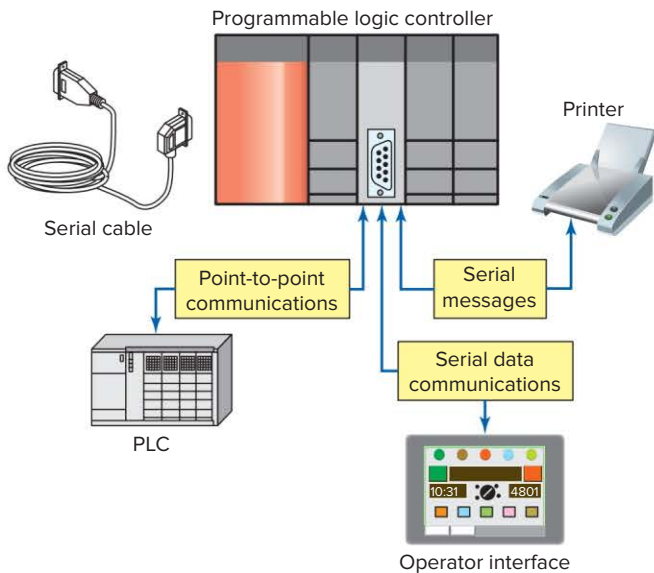 Programmable logic controller
Printer
Serial cable
Point-to-point
communications
Serial
messages
Serial data
communications
PLC
10:31
4801
Operator interface